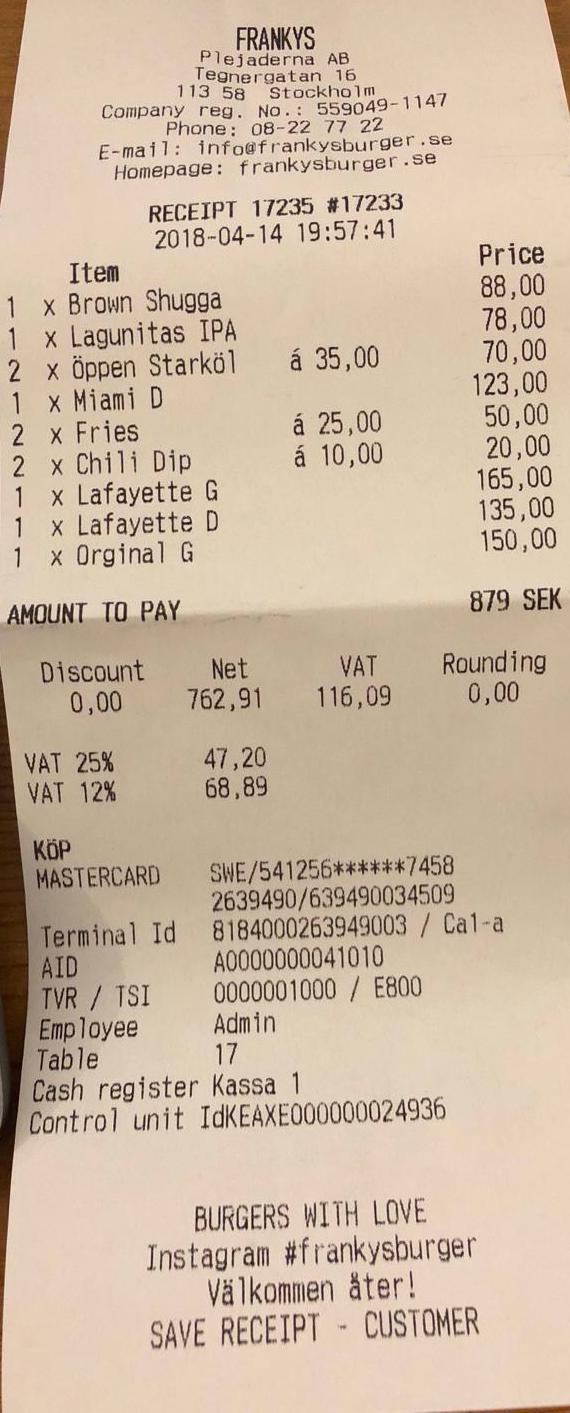 FRANKYS
Plejaderna AB
Tegnergatan 16
113 58 Stockholm
Company reg. No.: 559049-1147
Phone: 08-22 77 22
E-mail: info@frankysburger.se
Homepage: frankysburger.se
RECEIPT 17235 #17233
2018-04-14 19:57:41
Item Price
1 x Brown Shugga 88,00
1 x Lagunitas IPA 78,00
2 x Öppen Starköl á 35,00 70,00
1 x Miami D 123,00
2 x Fries á 25,00 50,00
2 x Chili Dip á 10,00 20,00
1 x Lafayette G 165,00
1 x Lafayette D 135,00
1 x Orginal G 150,00
AMOUNT TO PAY 879 SEK
Discount Net VAT Rounding
0,00 762,91 116,09 0,00
VAT 25% 47,20
VAT 12% 68,89
KÖP
MASTERCARD SWE/541256******7458
2639490/639490034509
Terminal Id 8184000263949003 / Ca1-a
AID A0000000041010
TVR / TSI 0000001000 / E800
Employee Admin
Table 17
Cash register Kassa 1
Control unit IdKEAXE000000024936
BURGERS WITH LOVE
Instagram #frankysburger
Välkommen åter!
SAVE RECEIPT - CUSTOMER